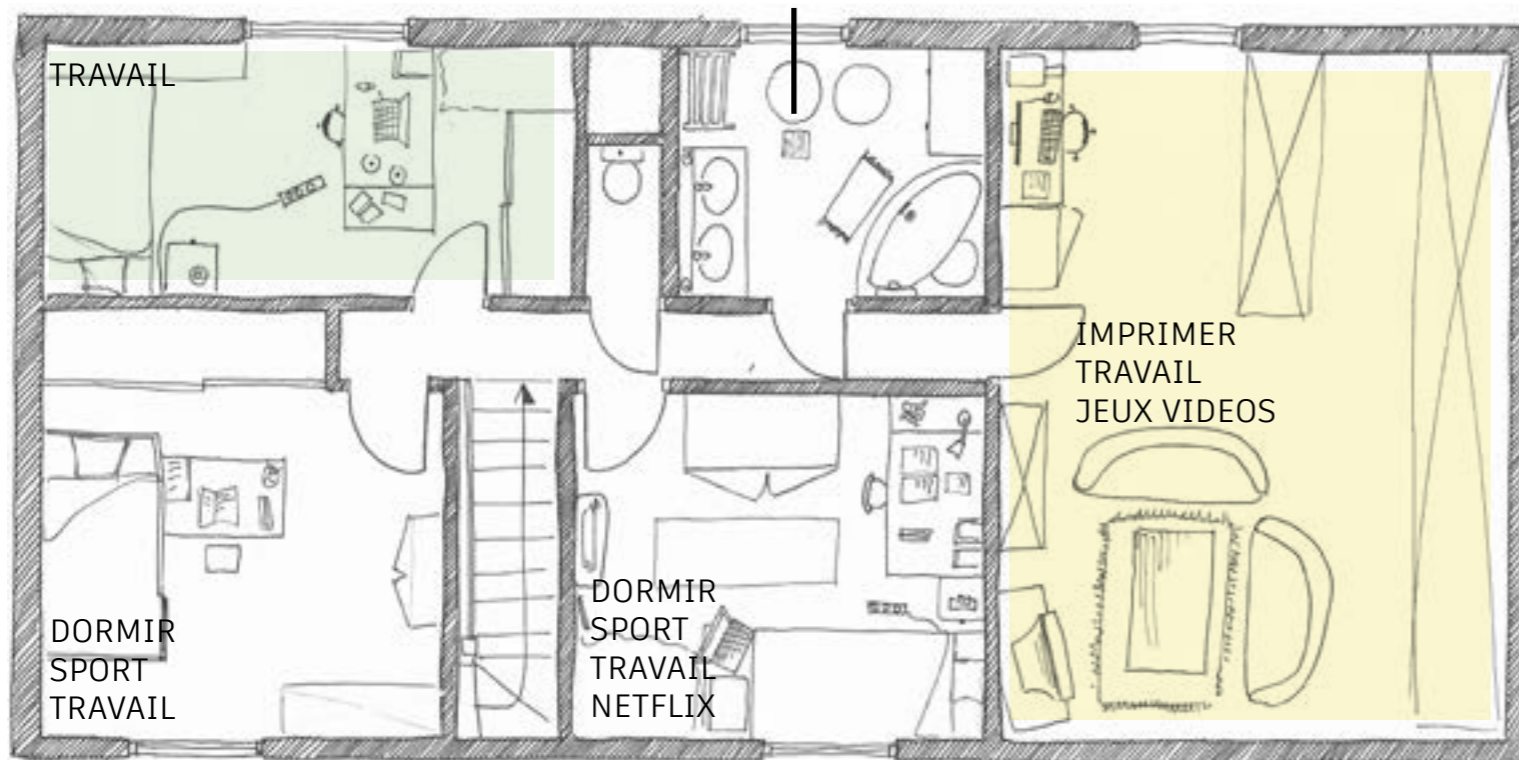 TRAVAIL
IMPRIMER
TRAVAIL
JEUX VIDEOS
DORMIR
SPORT
TRAVAIL
DORMIR
SPORT
TRAVAIL
NETFLIX